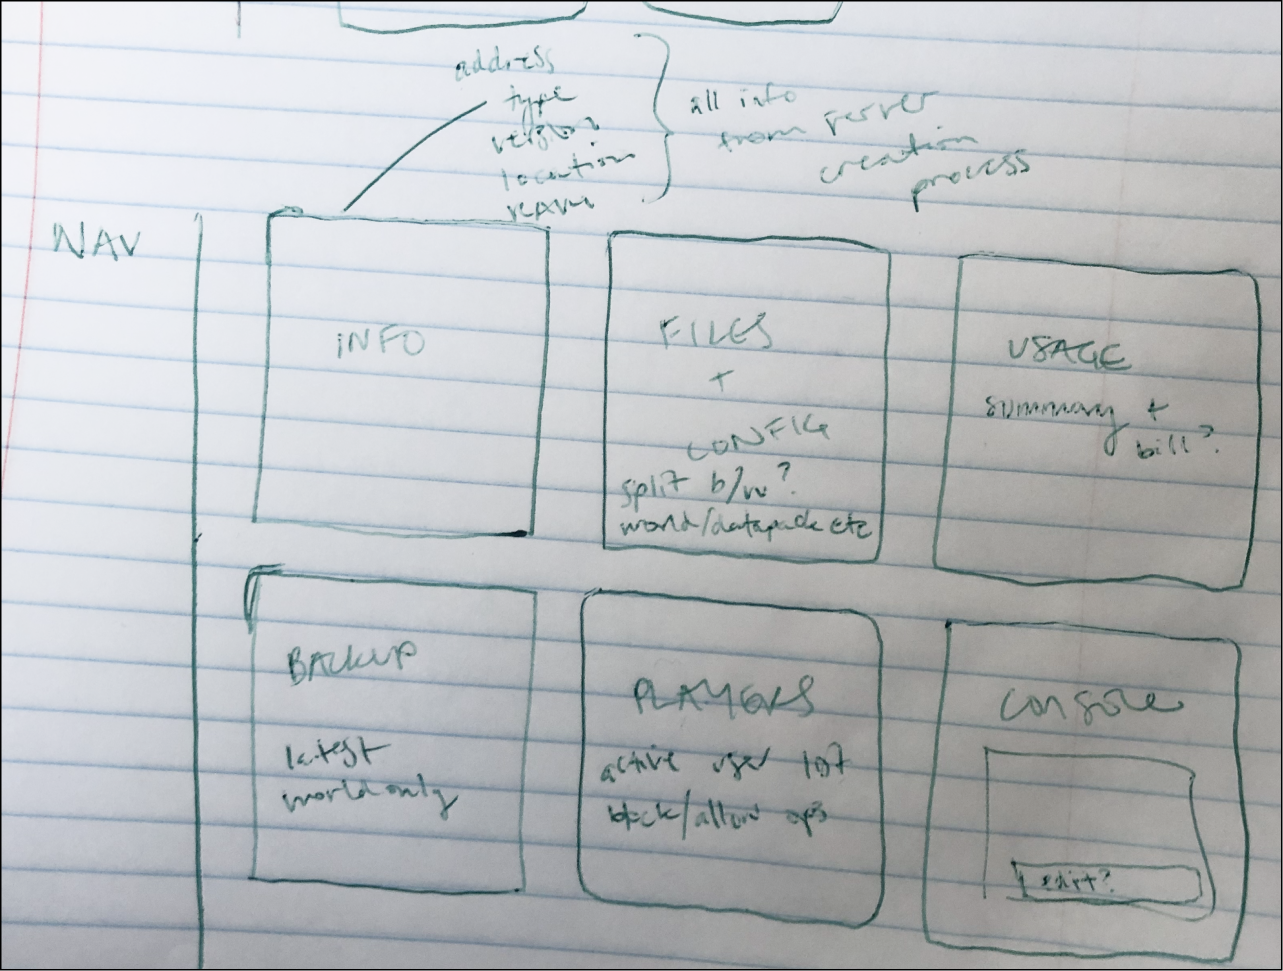 address
type
version
location
name
all info
from server
creation
process
NAV
INFO
FILES
+
CONFIG
split b/w?
world/datapack etc
USAGE
summary +
bill?
BACKUP
latest
world only
PLAYERS
active user list
block/allow ops
console
edit?